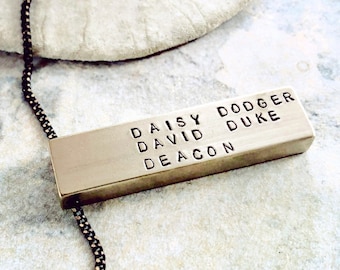 DAISY DODGER
DAVID DUKE
DEACON